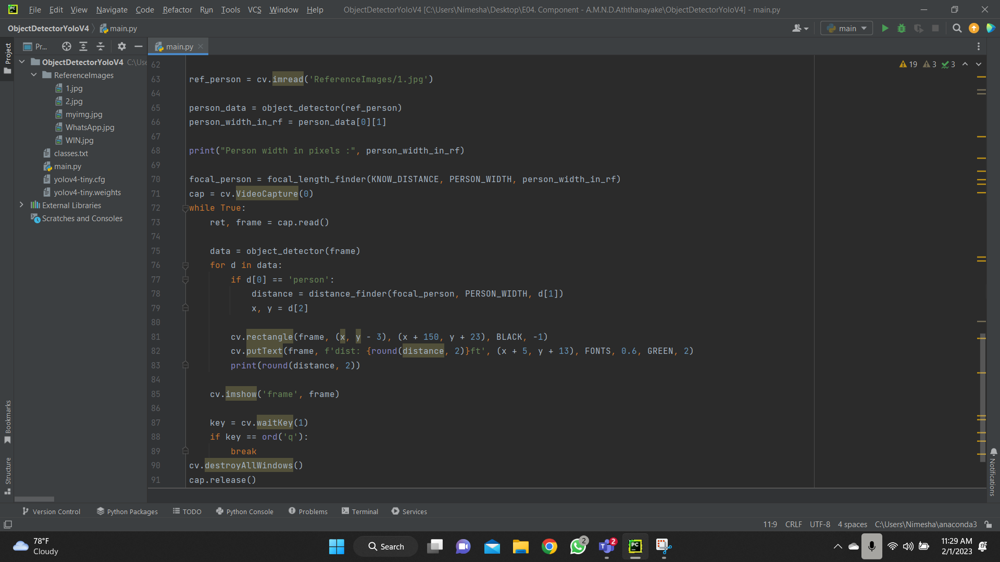 File Edit View Navigate Code Refactor Run Tools VCS Window Help ObjectDetectorYoloV4 [C:\Users\Nimesha\Desktop\E04. Component - A.M.N.D.Aththanayake\ObjectDetectorYoloV4] - main.py
ObjectDetectorYoloV4 main.py main
Project
Pr...
main.py
ObjectDetectorYoloV4 C:\Use
ReferenceImages
1.jpg
2.jpg
myimg.jpg
WhatsApp.jpg
WIN.jpg
classes.txt
main.py
yolov4-tiny.cfg
yolov4-tiny.weights
External Libraries
Scratches and Consoles
19 3 3
62
63 ref_person = cv.imread('ReferenceImages/1.jpg')
64
65 person_data = object_detector(ref_person)
66 person_width_in_rf = person_data[0][1]
67
68 print("Person width in pixels :", person_width_in_rf)
69
70 focal_person = focal_length_finder(KNOW_DISTANCE, PERSON_WIDTH, person_width_in_rf)
71 cap = cv.VideoCapture(0)
72 while True:
73 ret, frame = cap.read()
74
75 data = object_detector(frame)
76 for d in data:
77 if d[0] == 'person':
78 distance = distance_finder(focal_person, PERSON_WIDTH, d[1])
79 x, y = d[2]
80
81 cv.rectangle(frame, (x, y - 3), (x + 150, y + 23), BLACK, -1)
82 cv.putText(frame, f'dist: {round(distance, 2)}ft', (x + 5, y + 13), FONTS, 0.6, GREEN, 2)
83 print(round(distance, 2))
84
85 cv.imshow('frame', frame)
86
87 key = cv.waitKey(1)
88 if key == ord('q'):
89 break
90 cv.destroyAllWindows()
91 cap.release()
Bookmarks
Structure
Notifications
Version Control Python Packages TODO Python Console Problems Terminal Services
11:9 CRLF UTF-8 4 spaces C:\Users\Nimesha\anaconda3
78°F
Cloudy
Search
2
2
PC
11:29 AM
2/1/2023